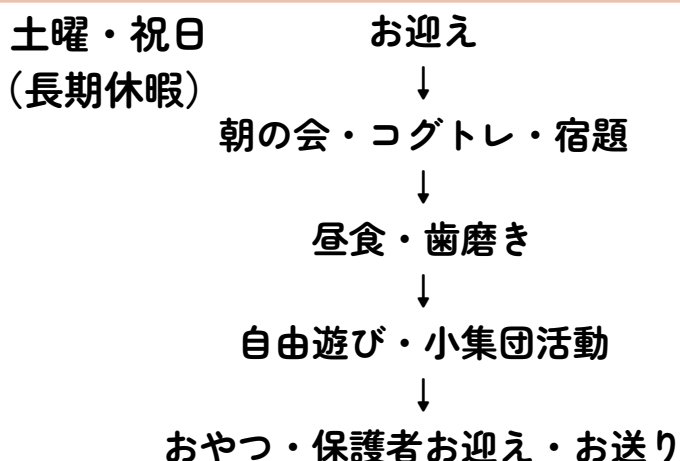 土曜・祝日
(長期休暇)
お迎え
↓
朝の会・コグトレ・宿題
↓
昼食・歯磨き
↓
自由遊び・小集団活動
↓
おやつ・保護者お迎え・お送り